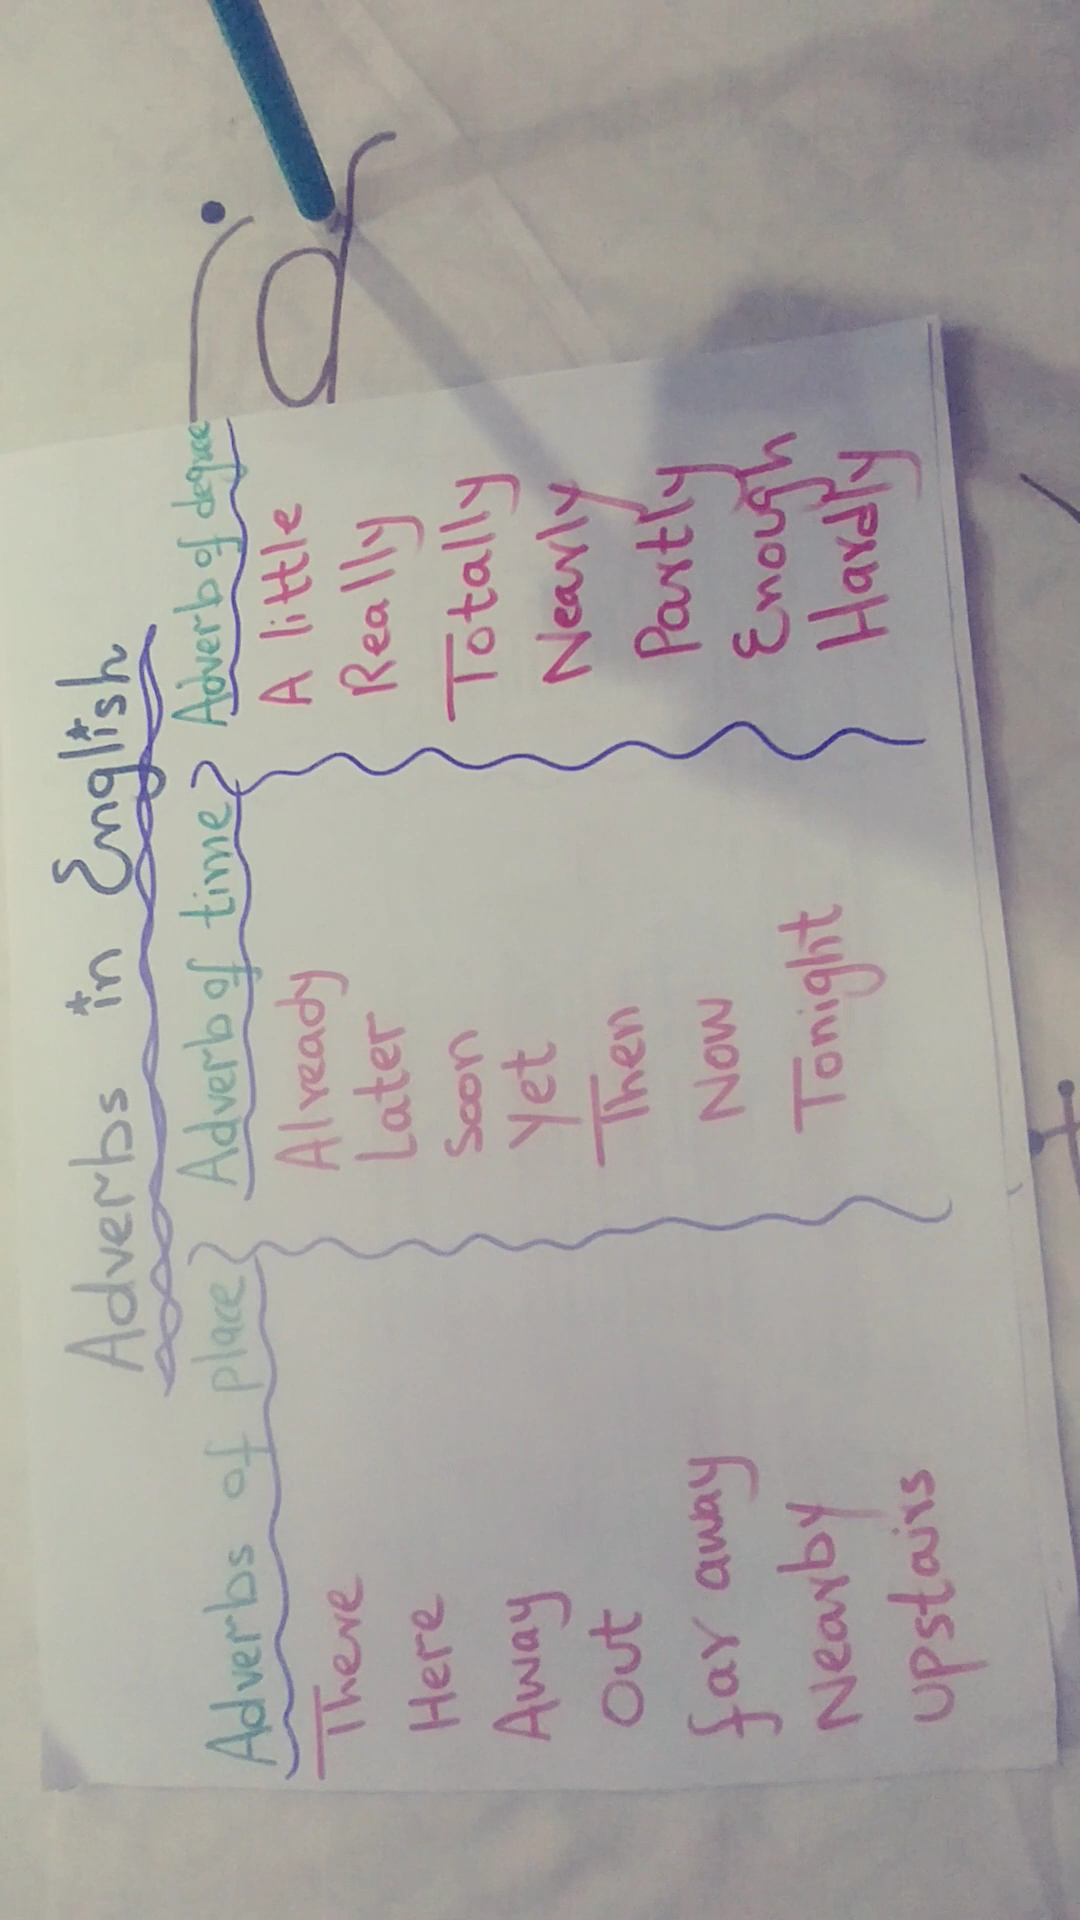 Adverbs in English
Adverbs of place
There
Here
Away
Out
far away
Nearby
upstairs
Adverb of time
Already
Later
soon
Yet
Then
Now
Tonight
Adverb of degree
A little
Really
Totally
Nearly
Partly
Enough
Hardly